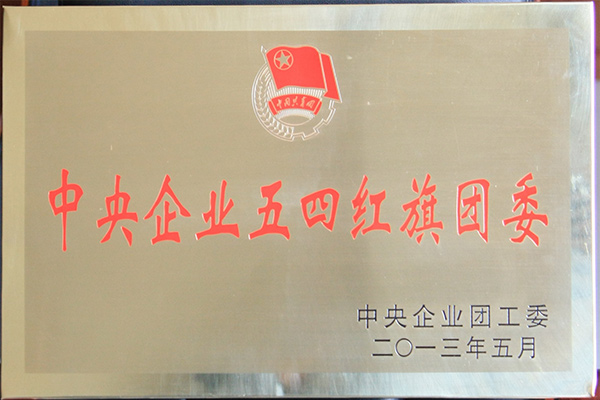 中国共青团
中央企业五四红旗团委
中央企业团工委
二〇一三年五月